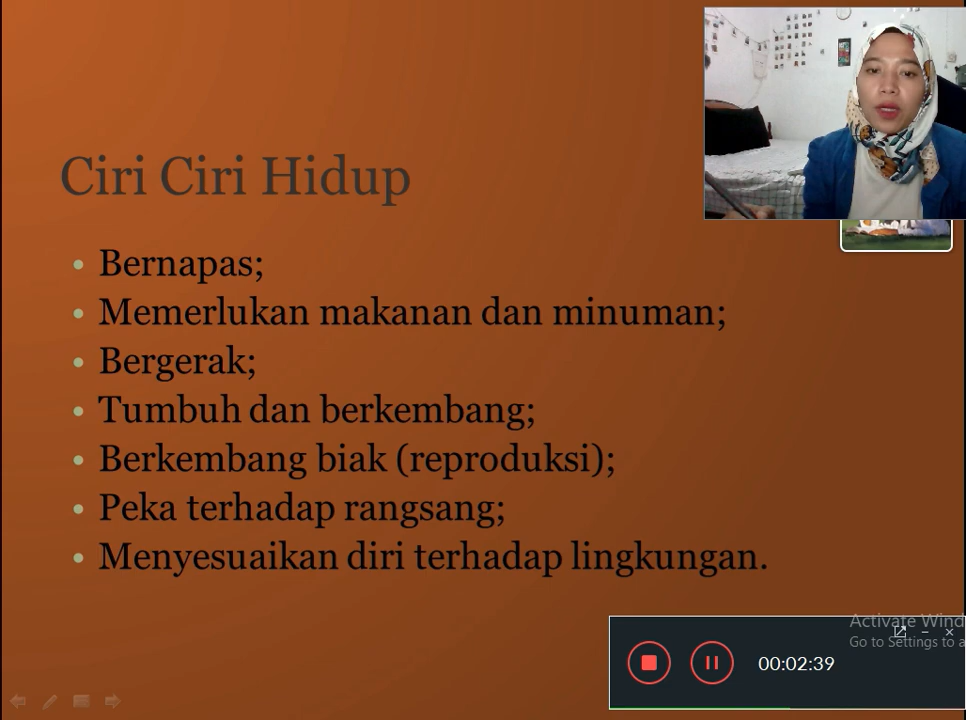 Ciri Ciri Hidup
Bernapas;
Memerlukan makanan dan minuman;
Bergerak;
Tumbuh dan berkembang;
Berkembang biak (reproduksi);
Peka terhadap rangsang;
Menyesuaikan diri terhadap lingkungan.
Activate Wind
Go to Settings to a
00:02:39